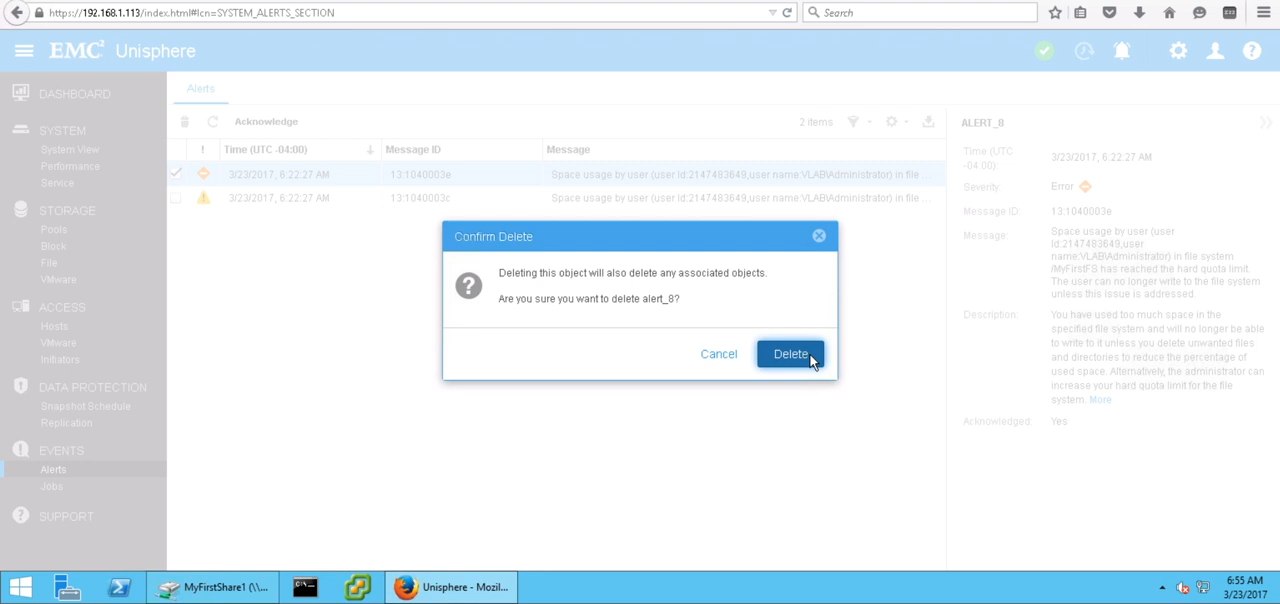 https://192.168.1.113/index.html#lcn=SYSTEM_ALERTS_SECTION
Search
EMC² Unisphere
DASHBOARD
SYSTEM
System View
Performance
Service
STORAGE
Pools
Block
File
VMware
ACCESS
Hosts
VMware
Initiators
DATA PROTECTION
Snapshot Schedule
Replication
EVENTS
Alerts
Jobs
SUPPORT
Alerts
Acknowledge
2 items
! Time (UTC -04:00) Message ID Message
3/23/2017, 6:22:27 AM 13:1040003e Space usage by user (user Id:2147483649,user name:VLAB\Administrator) in file ...
3/23/2017, 6:22:27 AM 13:1040003c Space usage by user (user Id:2147483649,user name:VLAB\Administrator) in file ...
Confirm Delete
Deleting this object will also delete any associated objects.
Are you sure you want to delete alert_8?
Cancel Delete
ALERT_8
Time (UTC -04:00): 3/23/2017, 6:22:27 AM
Severity: Error
Message ID: 13:1040003e
Message: Space usage by user (user
Id:2147483649,user
name:VLAB\Administrator) in file system
/MyFirstFS has reached the hard quota limit.
The user can no longer write to the file system
unless this issue is addressed.
Description: You have used too much space in the
specified file system and will no longer be able
to write to it unless you delete unwanted files
and directories to reduce the percentage of
used space. Alternatively, the administrator can
increase your hard quota limit for the file
system. More
Acknowledged: Yes
MyFirstShare1 (\\...
Unisphere - Mozil...
6:55 AM
3/23/2017